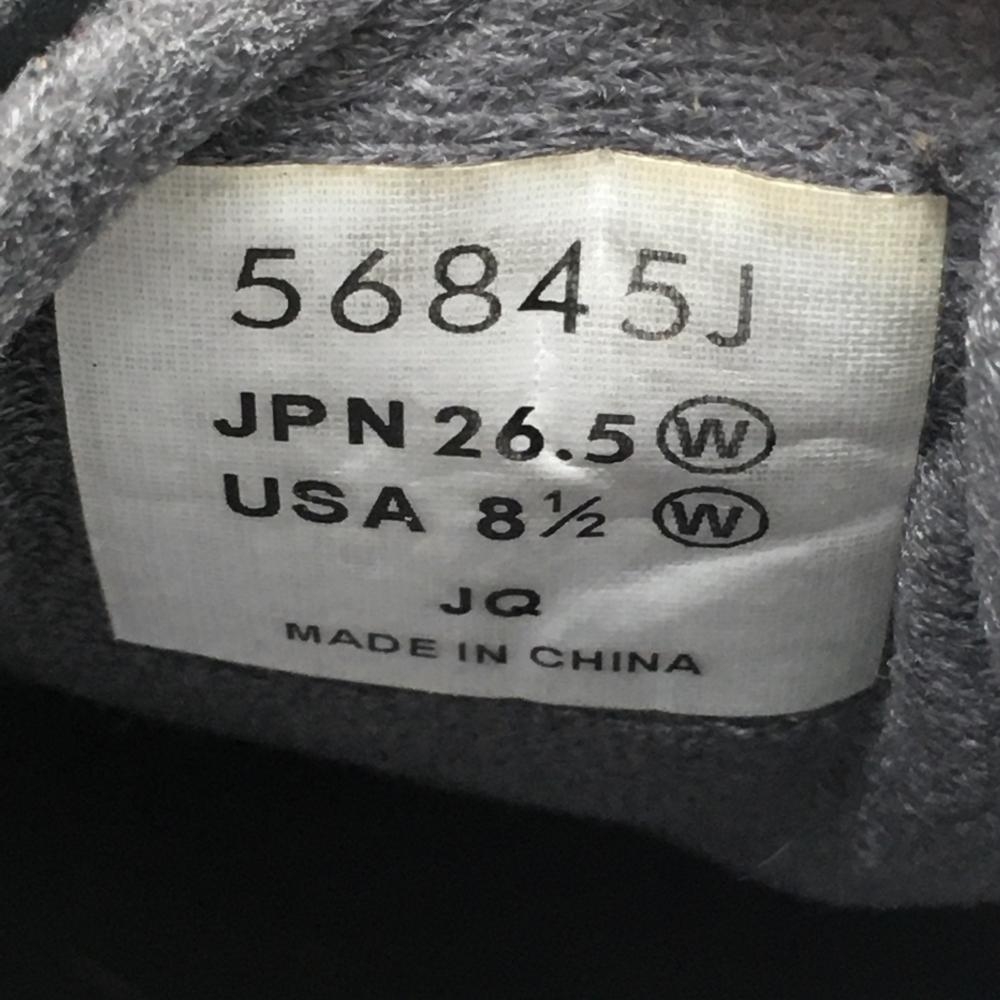 56845J
JPN 26.5 Ⓦ
USA 8½ Ⓦ
JQ
MADE IN CHINA